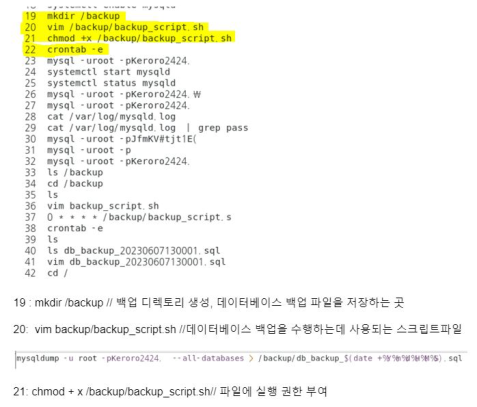 19 mkdir /backup
20 vim /backup/backup_script.sh
21 chmod +x /backup/backup_script.sh
22 crontab -e
23 mysql -uroot -pKeroro2424.
24 systemctl start mysqld
25 systemctl status mysqld
26 mysql -uroot -pKeroro2424.₩
27 mysql -uroot -pKeroro2424.
28 cat /var/log/mysqld.log
29 cat /var/log/mysqld.log | grep pass
30 mysql -uroot -pJfmKV#tjt1E(
31 mysql -uroot -p
32 mysql -uroot -pKeroro2424.
33 ls /backup
34 cd /backup
35 ls
36 vim backup_script.sh
37 0 * * * * /backup/backup_script.s
38 crontab -e
39 ls
40 ls db_backup_20230607130001.sql
41 vim db_backup_20230607130001.sql
42 cd /
19 : mkdir /backup // 백업 디렉토리 생성, 데이터베이스 백업 파일을 저장하는 곳
20: vim backup/backup_script.sh //데이터베이스 백업을 수행하는데 사용되는 스크립트파일
mysqldump -u root -pKeroro2424. --all-databases > /backup/db_backup_$(date +%Y%m%d%H%M%S).sql
21: chmod + x /backup/backup_script.sh// 파일에 실행 권한 부여